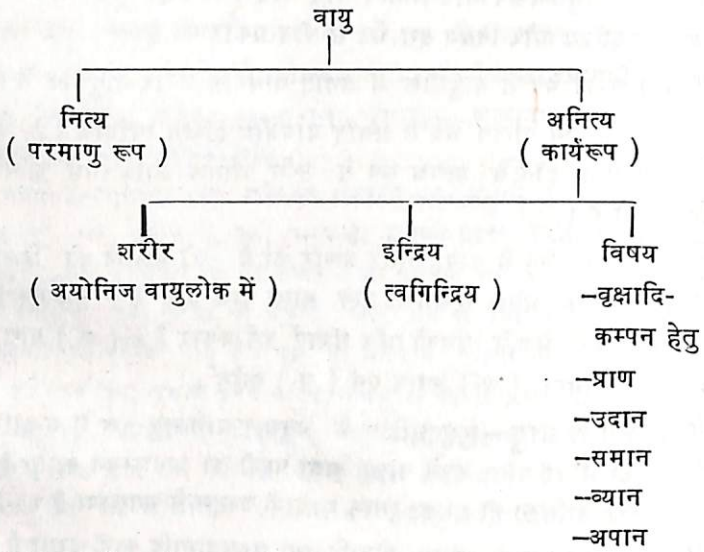 वायु
नित्य
( परमाणु रूप )
अनित्य
( कार्यरूप )
शरीर
( अयोनिज वायुलोक में )
इन्द्रिय
( त्वगिन्द्रिय )
विषय
–वृक्षादि-
कम्पन हेतु
–प्राण
–उदान
–समान
–व्यान
–अपान